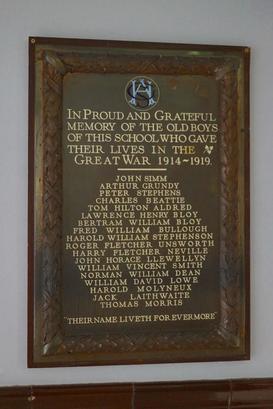 IN PROUD AND GRATEFUL
MEMORY OF THE OLD BOYS
OF THIS SCHOOL WHO GAVE
THEIR LIVES IN THE
GREAT WAR 1914~1919.
JOHN SIMM
ARTHUR GRUNDY
PETER STEPHENS
CHARLES BEATTIE
TOM HILTON ALDRED
LAWRENCE HENRY BLOY
BERTRAM WILLIAM BLOY
FRED WILLIAM BULLOUGH
HAROLD WILLIAM STEPHENSON
ROGER FLETCHER UNSWORTH
HARRY FLETCHER NEVILLE
JOHN HORACE LLEWELLYN
WILLIAM VINCENT SMITH
NORMAN WILLIAM DEAN
WILLIAM DAVID LOWE
HAROLD MOLYNEUX
JACK LAITHWAITE
THOMAS MORRIS
"THEIR NAME LIVETH FOR EVERMORE"